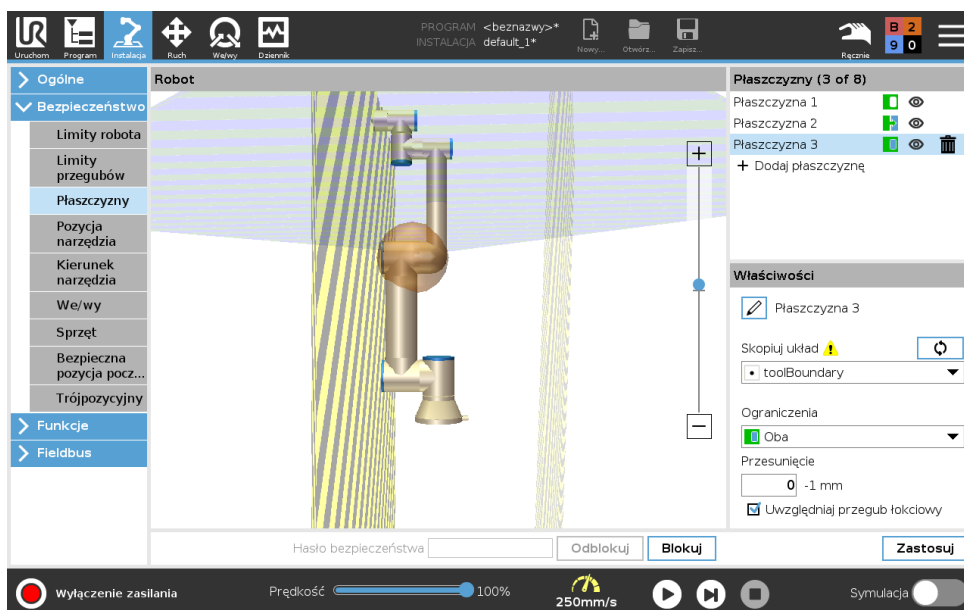 PROGRAM <beznazwy>*
INSTALACJA default_1*
UR
Uruchom
Program
Instalacja
Ruch
We/wy
Dziennik
Nowy...
Otwórz...
Zapisz...
Ręcznie
B 2
9 0
Ogólne
Bezpieczeństwo
Limity robota
Limity
przegubów
Płaszczyzny
Pozycja
narzędzia
Kierunek
narzędzia
We/wy
Sprzęt
Bezpieczna
pozycja pocz...
Trójpozycyjny
Funkcje
Fieldbus
Robot
Płaszczyzny (3 of 8)
Płaszczyzna 1
Płaszczyzna 2
Płaszczyzna 3
+ Dodaj płaszczyznę
Właściwości
Płaszczyzna 3
Skopiuj układ
toolBoundary
Ograniczenia
Oba
Przesunięcie
0 -1 mm
Uwzględniaj przegub łokciowy
Hasło bezpieczeństwa
Odblokuj
Blokuj
Zastosuj
Wyłączenie zasilania
Prędkość
100%
250mm/s
Symulacja